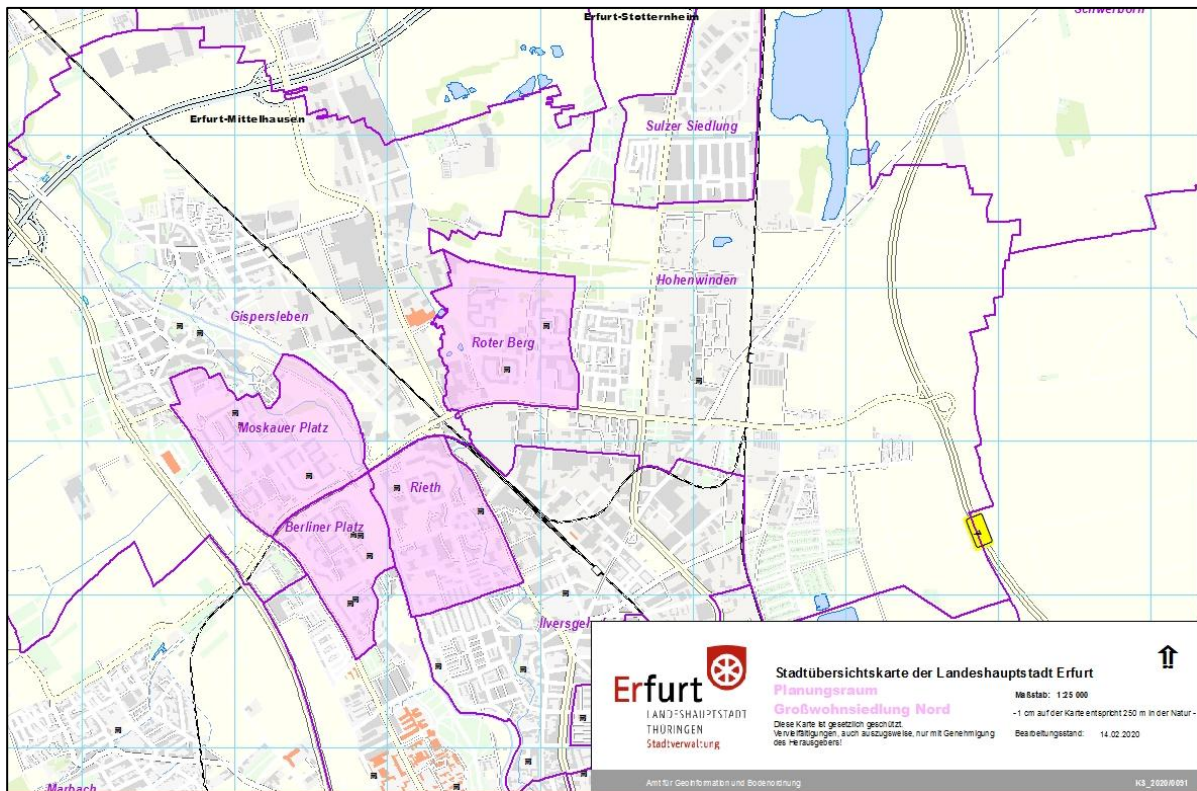 Erfurt-Stotternheim
Schwerborn
Erfurt-Mittelhausen
Sulzer Siedlung
Hohenwinden
Gispersleben
Roter Berg
Moskauer Platz
Rieth
Berliner Platz
Ilversge
Marbach
Erfurt
LANDESHAUPTSTADT
THÜRINGEN
Stadtverwaltung
Stadtübersichtskarte der Landeshauptstadt Erfurt
Planungsraum
Großwohnsiedlung Nord
Diese Karte ist gesetzlich geschützt.
Vervielfältigungen, auch auszugsweise, nur mit Genehmigung
des Herausgebers!
Maßstab: 1:25 000
- 1 cm auf der Karte entspricht 250 m in der Natur -
Bearbeitungsstand: 14.02.2020
Amt für Geoinformation und Bodenordnung
KS_2020/0031